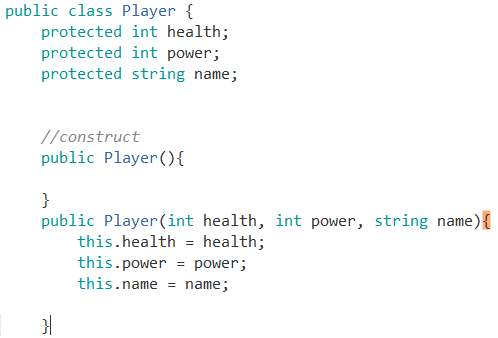 public class Player {
protected int health;
protected int power;
protected string name;
//construct
public Player(){
}
public Player(int health, int power, string name){
this.health = health;
this.power = power;
this.name = name;
}